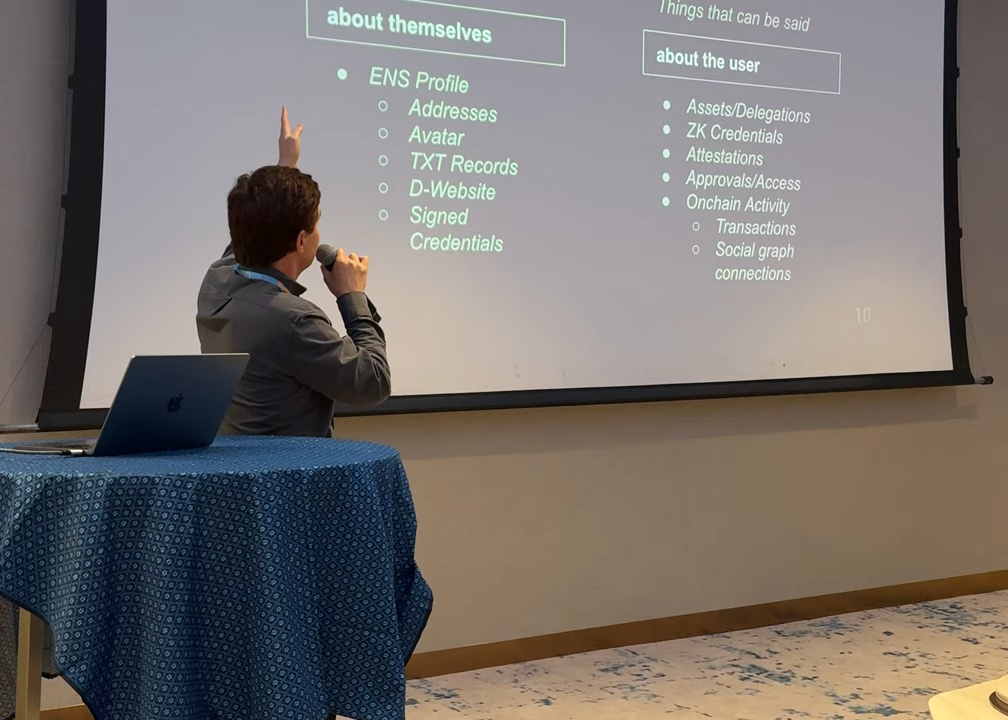 about themselves
ENS Profile
Addresses
Avatar
TXT Records
D-Website
Signed
Credentials
Things that can be said
about the user
Assets/Delegations
ZK Credentials
Attestations
Approvals/Access
Onchain Activity
Transactions
Social graph
connections
10